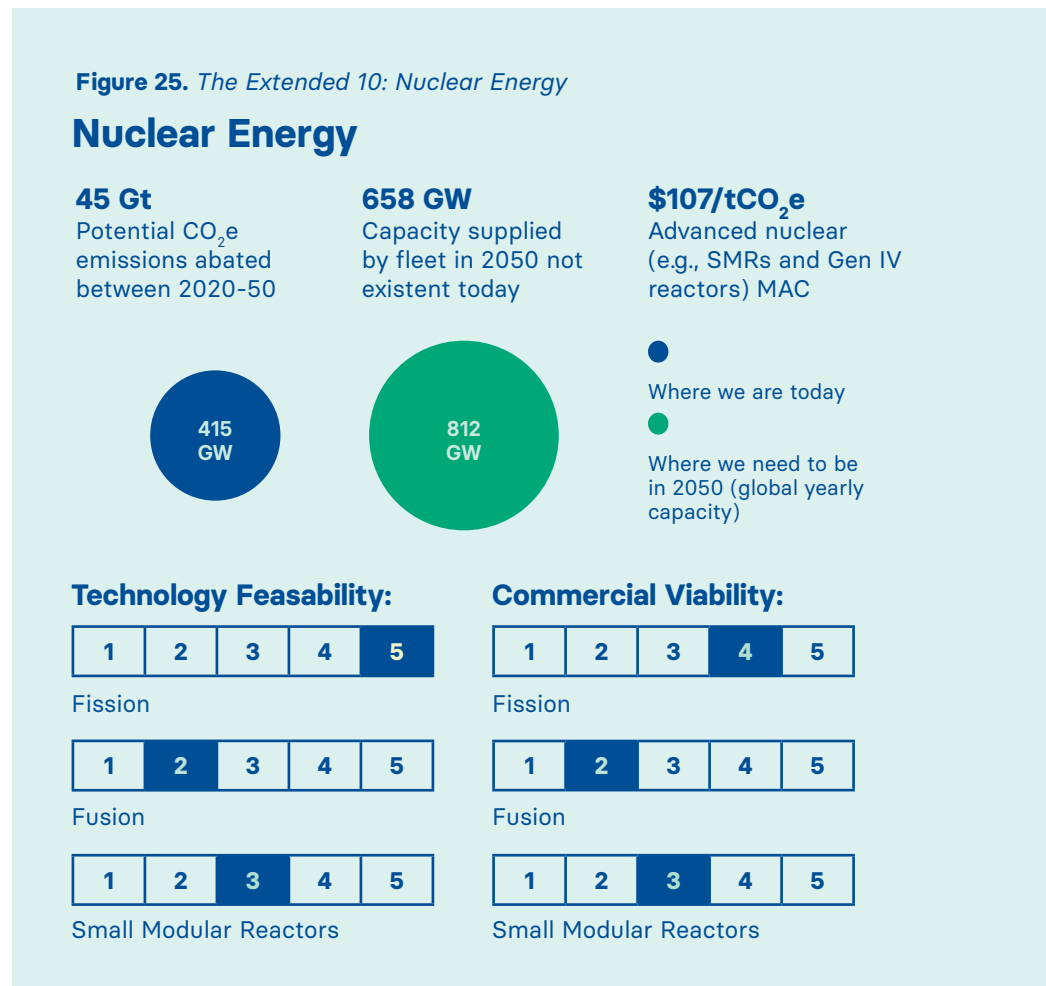 Figure 25. The Extended 10: Nuclear Energy
Nuclear Energy
45 Gt
Potential CO₂e
emissions abated
between 2020-50
658 GW
Capacity supplied
by fleet in 2050 not
existent today
$107/tCO₂e
Advanced nuclear
(e.g., SMRs and Gen IV
reactors) MAC
415
GW
812
GW
Where we are today
Where we need to be
in 2050 (global yearly
capacity)
Technology Feasability:
1 2 3 4 5
Fission
1 2 3 4 5
Fusion
1 2 3 4 5
Small Modular Reactors
Commercial Viability:
1 2 3 4 5
Fission
1 2 3 4 5
Fusion
1 2 3 4 5
Small Modular Reactors